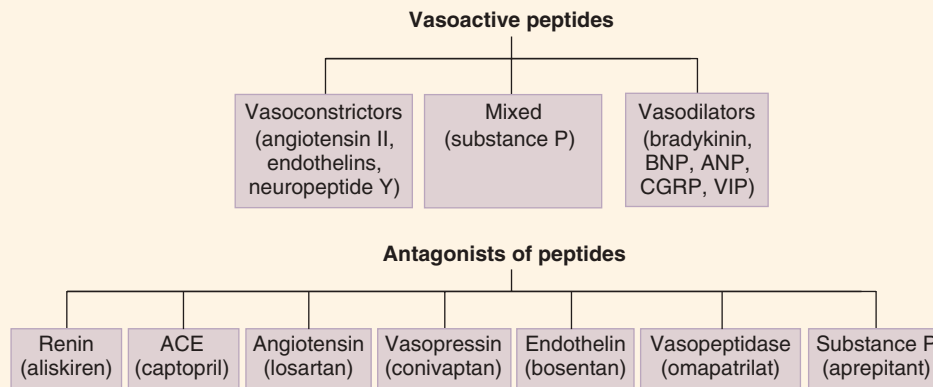 Vasoactive peptides
Vasoconstrictors
(angiotensin II,
endothelins,
neuropeptide Y)
Mixed
(substance P)
Vasodilators
(bradykinin,
BNP, ANP,
CGRP, VIP)
Antagonists of peptides
Renin
(aliskiren)
ACE
(captopril)
Angiotensin
(losartan)
Vasopressin
(conivaptan)
Endothelin
(bosentan)
Vasopeptidase
(omapatrilat)
Substance P
(aprepitant)